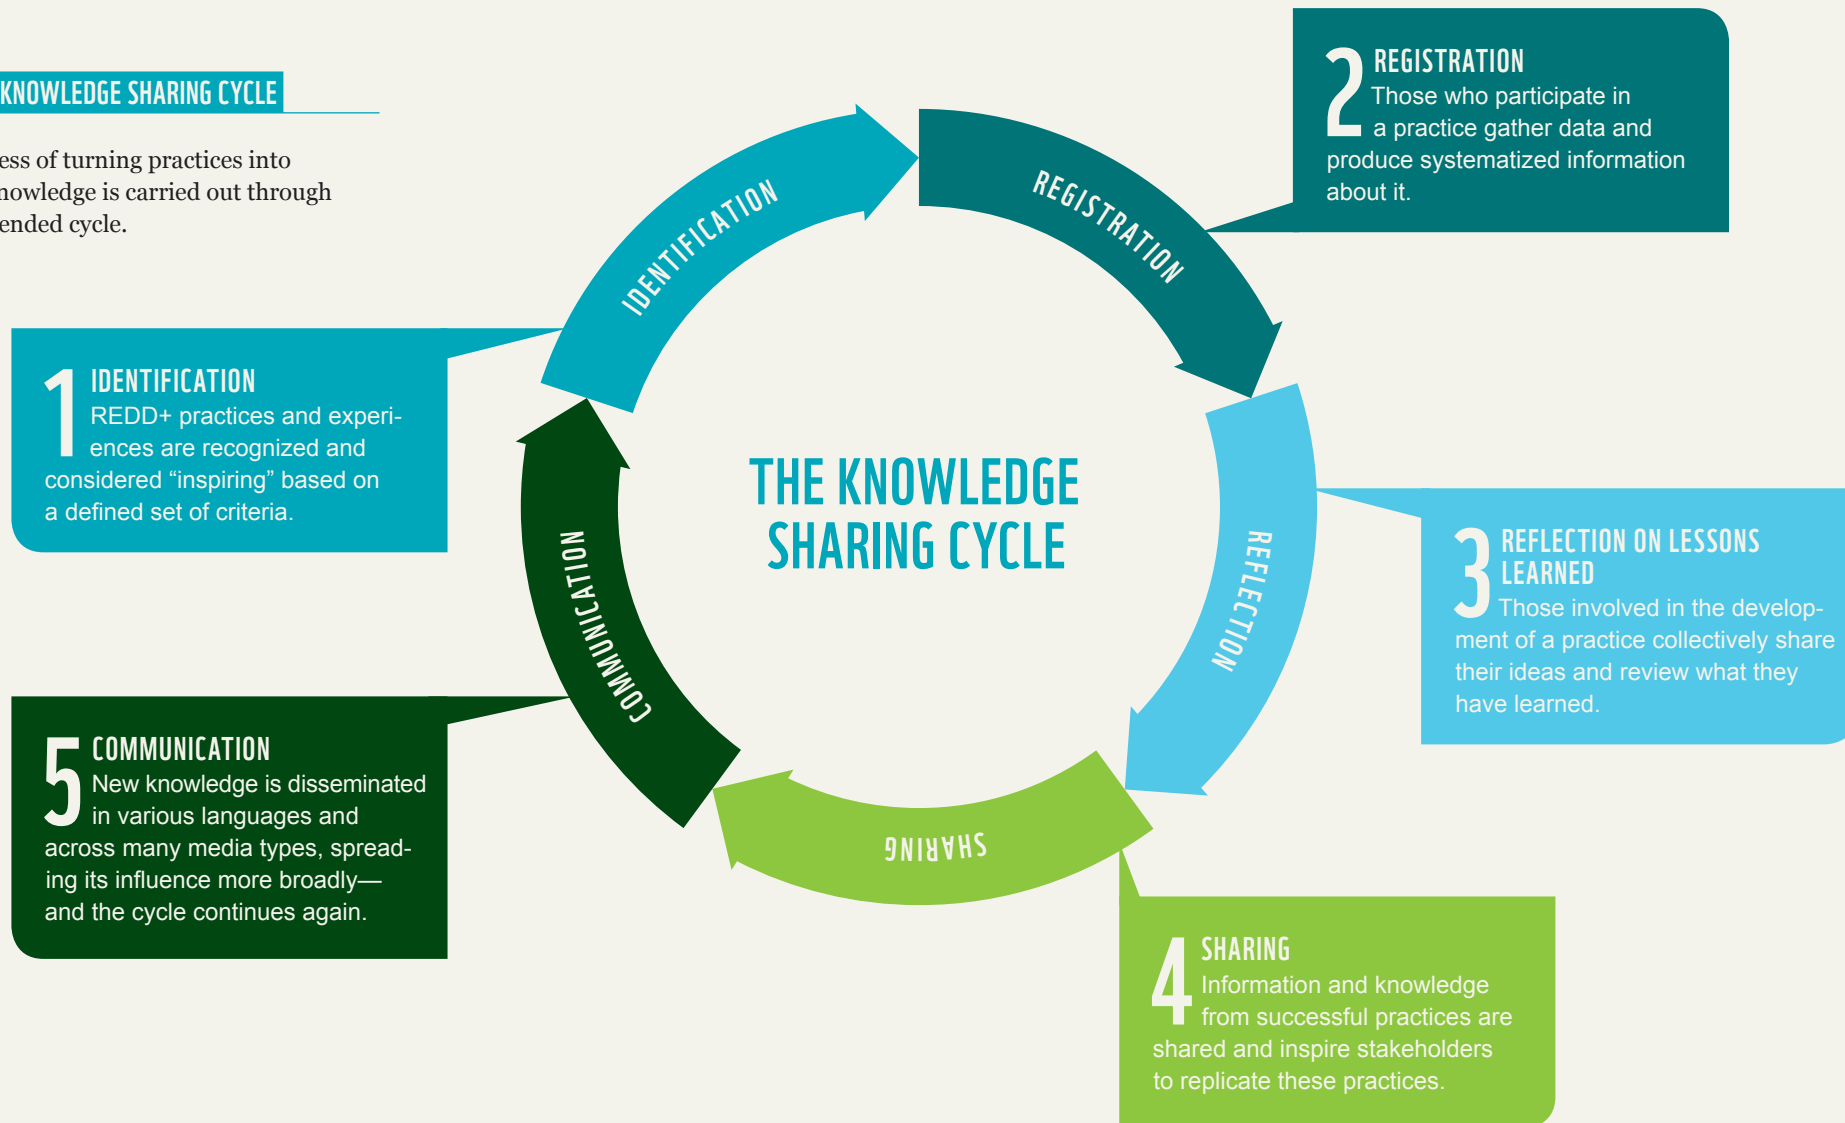 KNOWLEDGE SHARING CYCLE
ess of turning practices into
nowledge is carried out through
ended cycle.
THE KNOWLEDGE
SHARING CYCLE
IDENTIFICATION
REGISTRATION
REFLECTION
SHARING
COMMUNICATION
1 IDENTIFICATION
REDD+ practices and experi-
ences are recognized and
considered “inspiring” based on
a defined set of criteria.
2 REGISTRATION
Those who participate in
a practice gather data and
produce systematized information
about it.
3 REFLECTION ON LESSONS
LEARNED
Those involved in the develop-
ment of a practice collectively share
their ideas and review what they
have learned.
4 SHARING
Information and knowledge
from successful practices are
shared and inspire stakeholders
to replicate these practices.
5 COMMUNICATION
New knowledge is disseminated
in various languages and
across many media types, spread-
ing its influence more broadly—
and the cycle continues again.